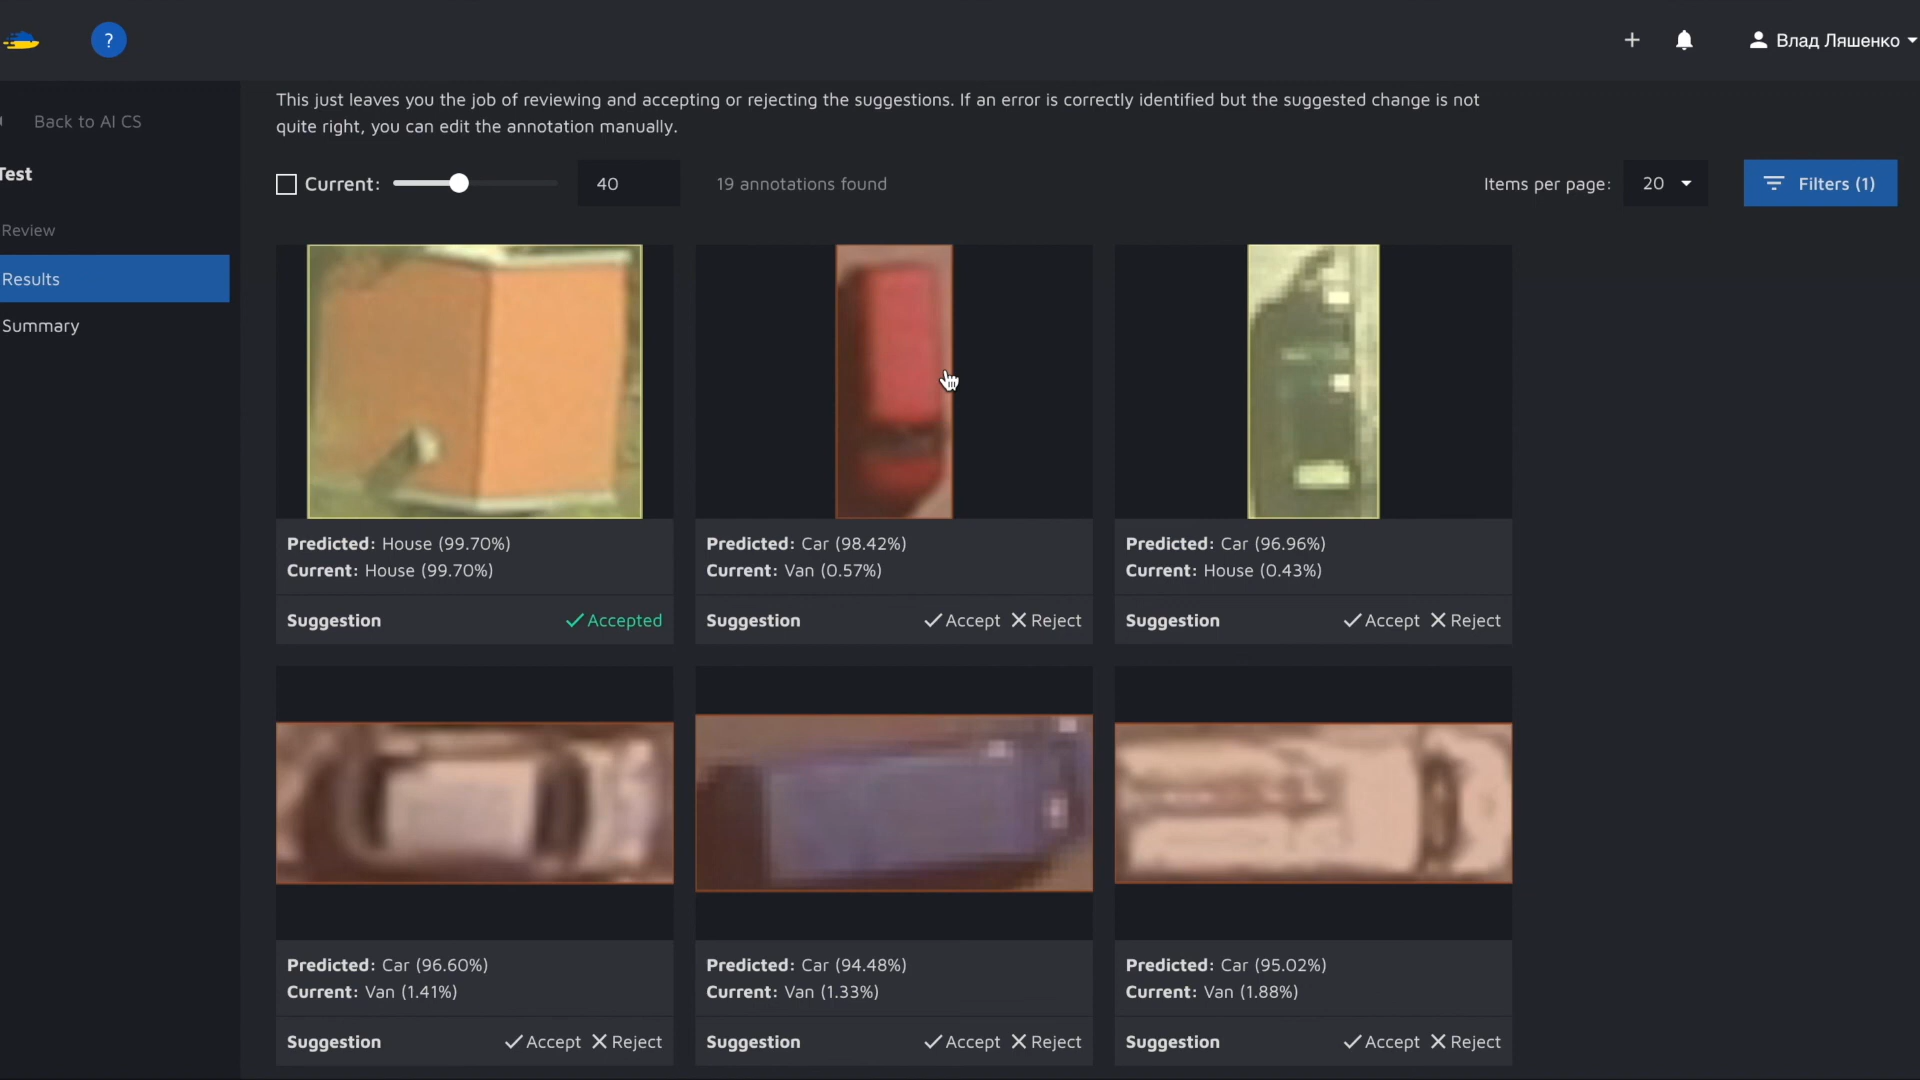 ?
Влад Ляшенко
This just leaves you the job of reviewing and accepting or rejecting the suggestions. If an error is correctly identified but the suggested change is not
quite right, you can edit the annotation manually.
Back to AI CS
Test
Review
Results
Summary
Current: 40 19 annotations found Items per page: 20 Filters (1)
Predicted: House (99.70%)
Current: House (99.70%)
Suggestion Accepted
Predicted: Car (98.42%)
Current: Van (0.57%)
Suggestion Accept Reject
Predicted: Car (96.96%)
Current: House (0.43%)
Suggestion Accept Reject
Predicted: Car (96.60%)
Current: Van (1.41%)
Suggestion Accept Reject
Predicted: Car (94.48%)
Current: Van (1.33%)
Suggestion Accept Reject
Predicted: Car (95.02%)
Current: Van (1.88%)
Suggestion Accept Reject